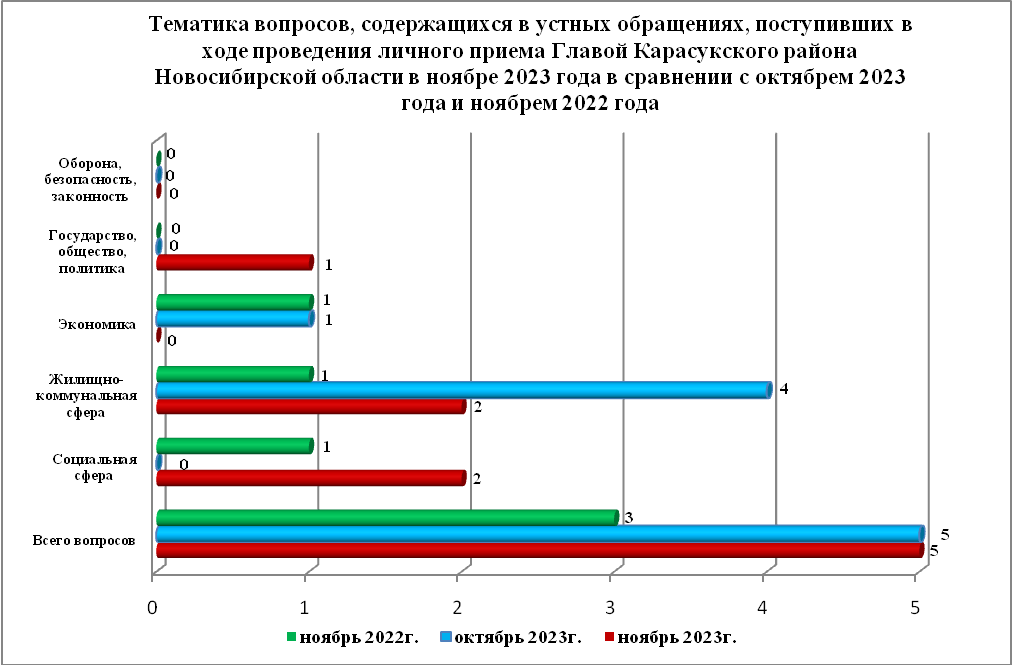 Тематика вопросов, содержащихся в устных обращениях, поступивших в
ходе проведения личного приема Главой Карасукского района
Новосибирской области в ноябре 2023 года в сравнении с октябрем 2023
года и ноябрем 2022 года
Оборона,
безопасность,
законность
0
0
0
Государство,
общество,
политика
0
0
1
Экономика
1
1
0
Жилищно-
коммунальная
сфера
1
4
2
Социальная
сфера
1
0
2
Всего вопросов
3
5
5
0 1 2 3 4 5
ноябрь 2022г. октябрь 2023г. ноябрь 2023г.